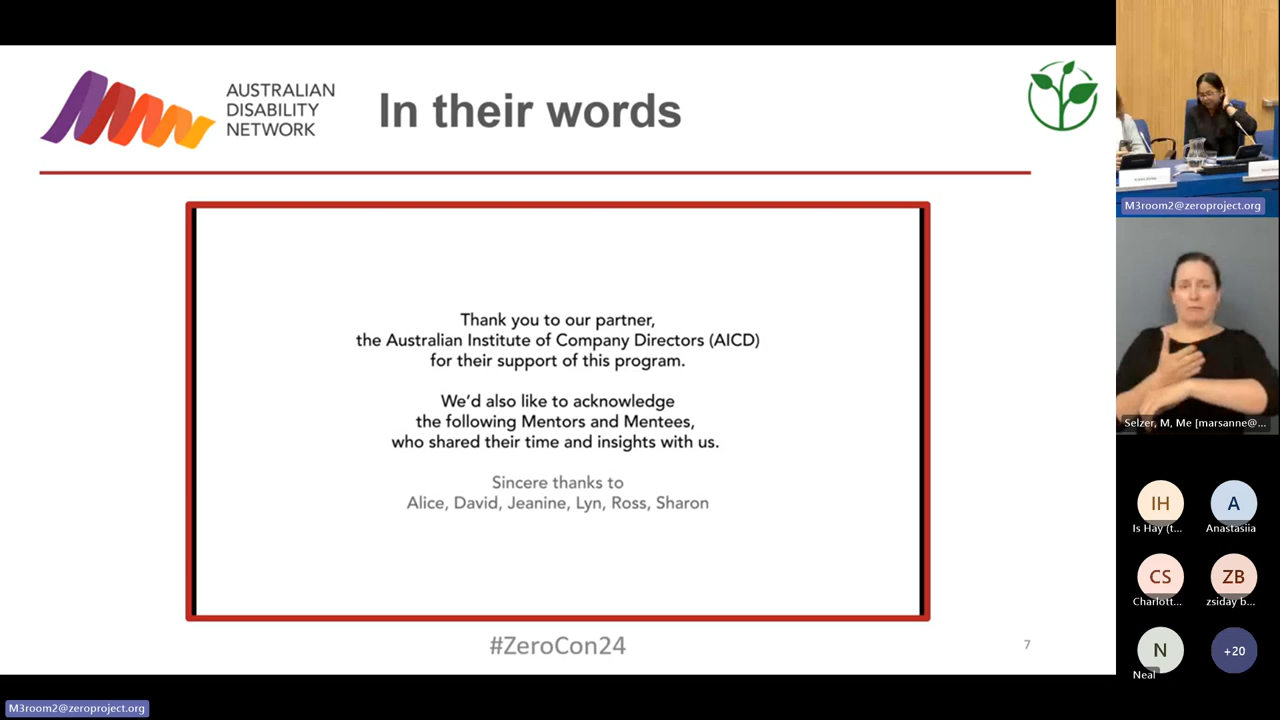 AUSTRALIAN
DISABILITY
NETWORK
In their words
Thank you to our partner,
the Australian Institute of Company Directors (AICD)
for their support of this program.
We'd also like to acknowledge
the following Mentors and Mentees,
who shared their time and insights with us.
Sincere thanks to
Alice, David, Jeanine, Lyn, Ross, Sharon
#ZeroCon24
7
M3room2@zeroproject.org
M3room2@zeroproject.org
Selzer, M, Me [marsanne@...
IH
Is Hay (t...
A
Anastasiia
CS
Charlott...
ZB
zsiday b...
N
Neal
+20